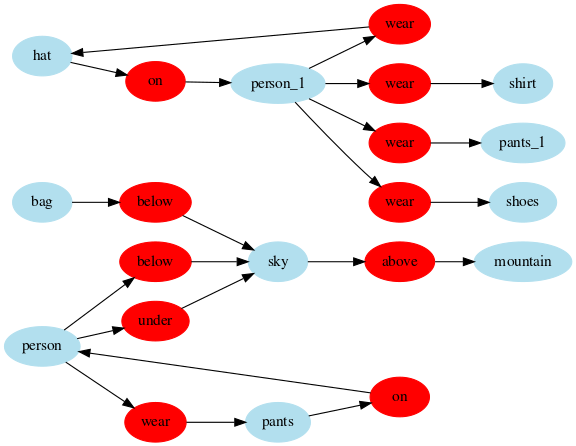 wear
hat
on
person_1
wear
shirt
wear
pants_1
bag
below
wear
shoes
below
sky
above
mountain
under
person
on
wear
pants